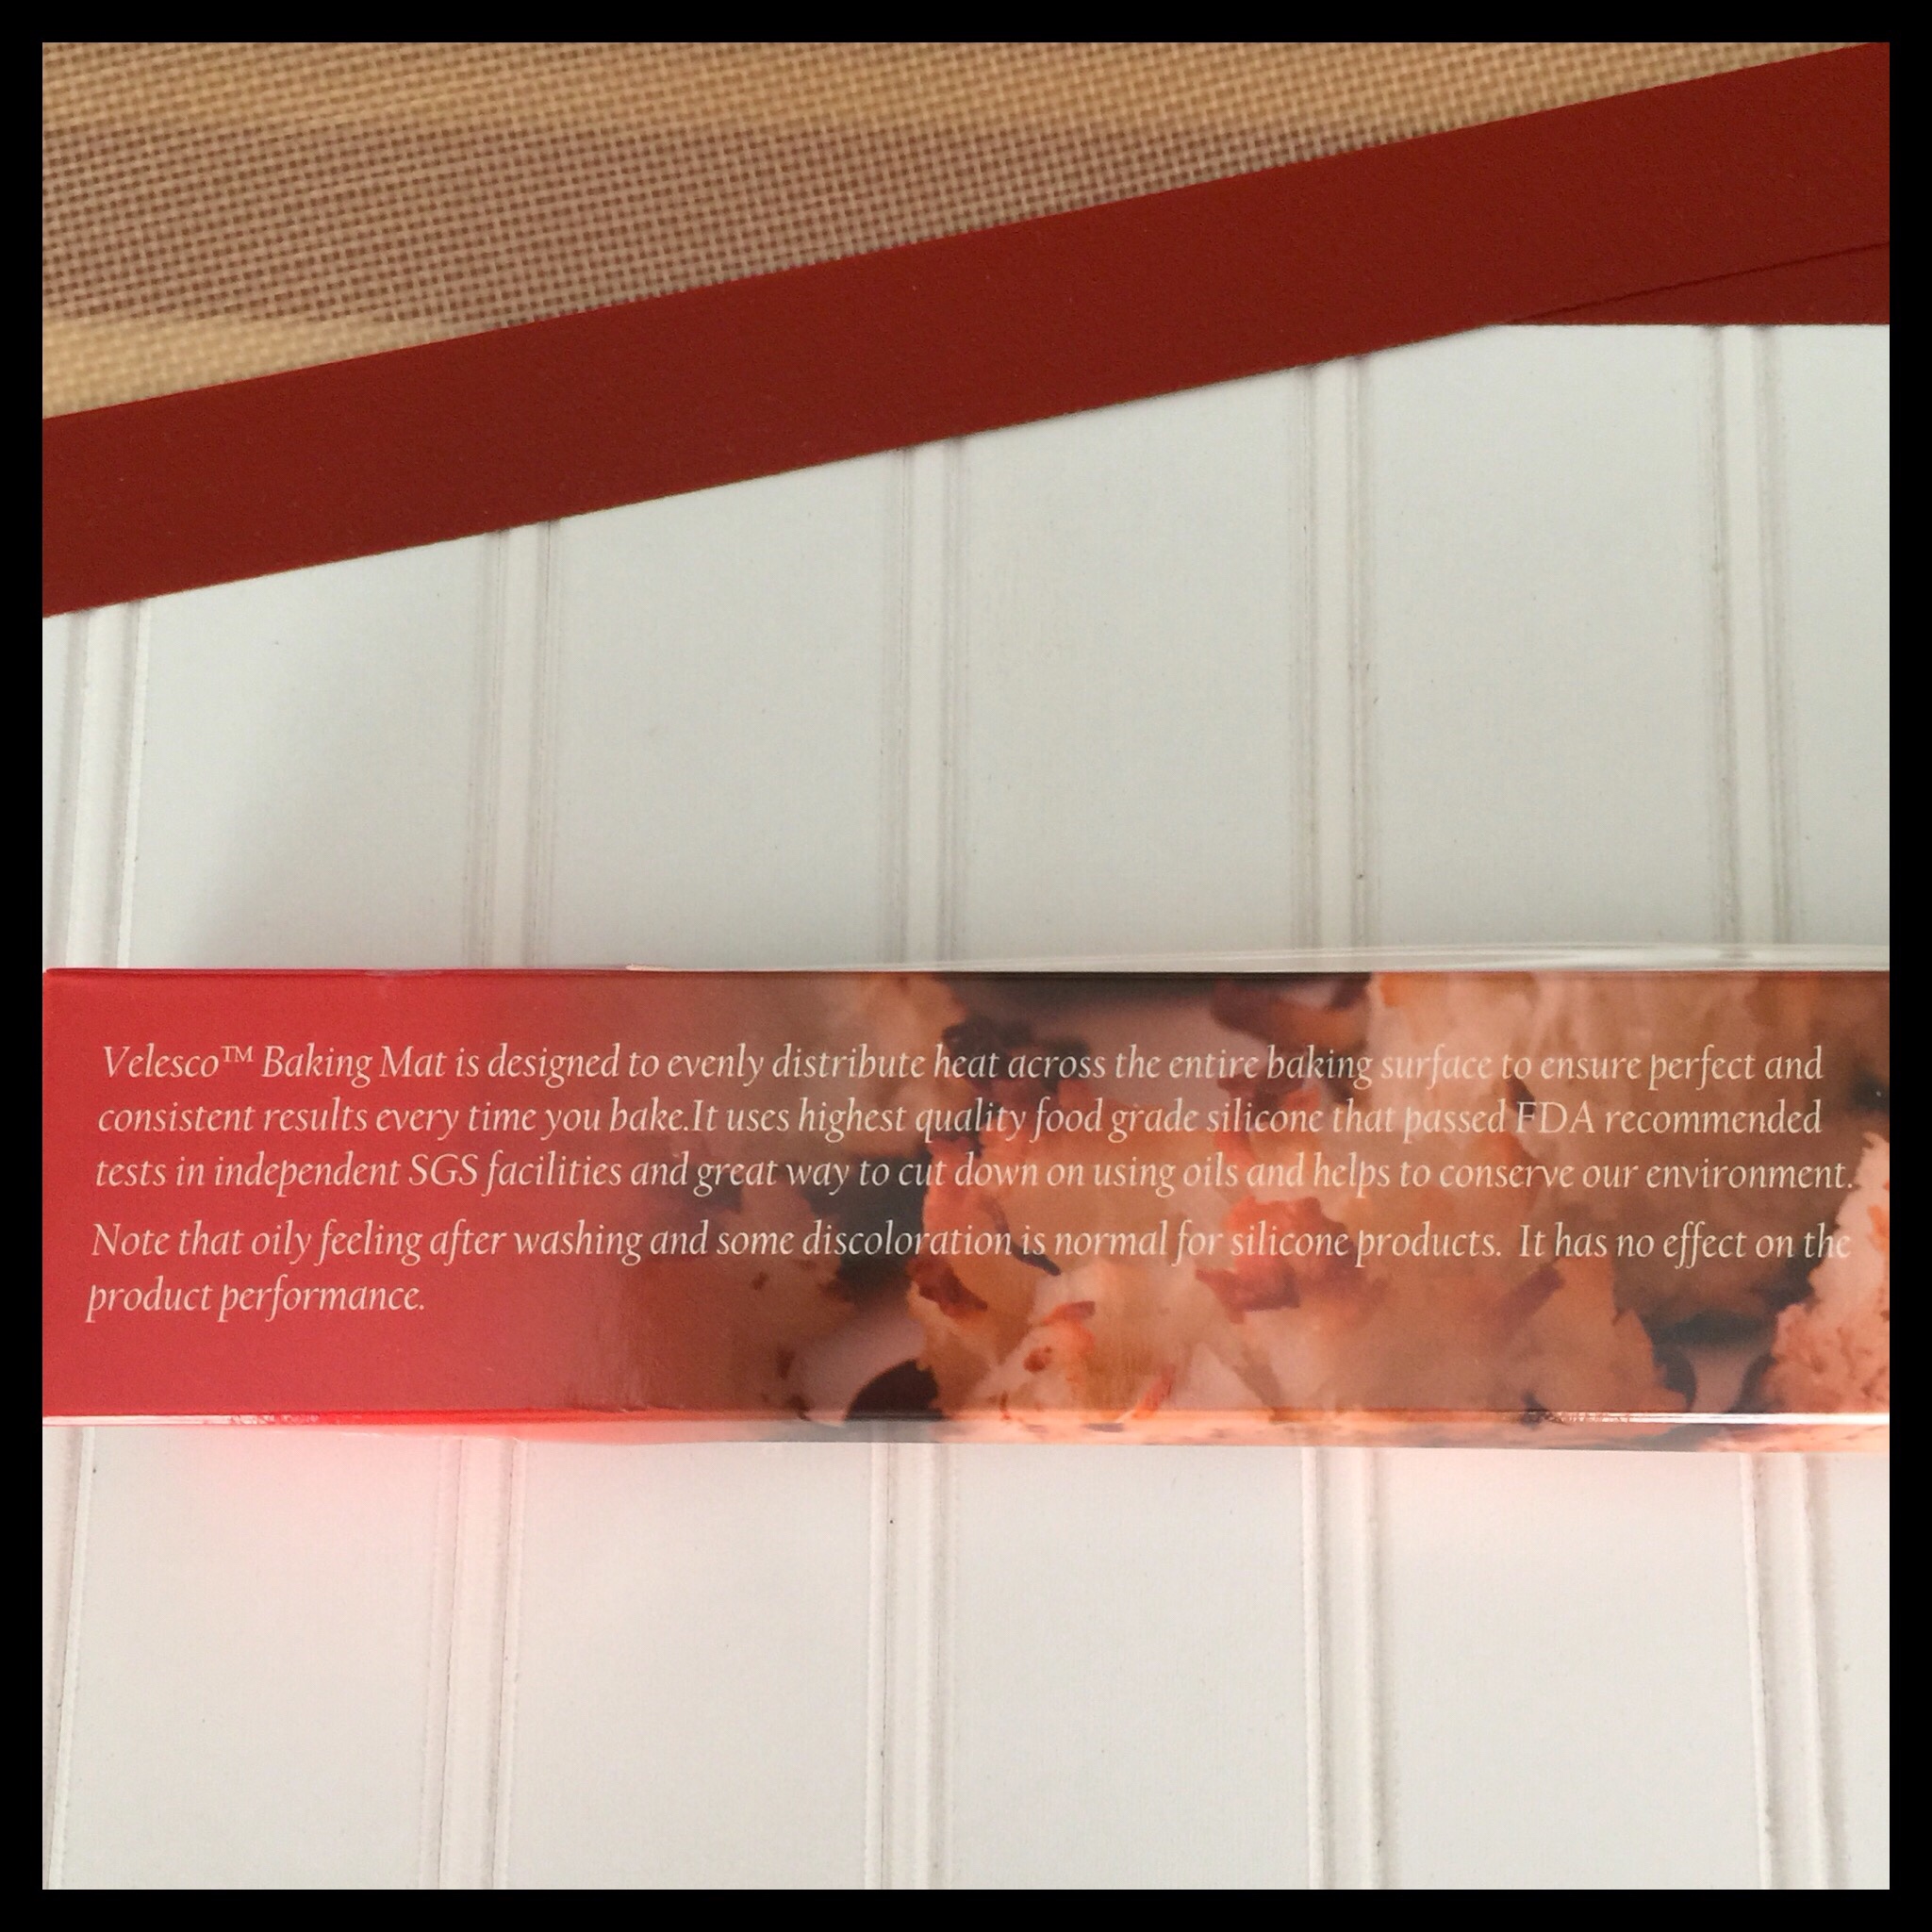 Velesco™ Baking Mat is designed to evenly distribute heat across the entire baking surface to ensure perfect and
consistent results every time you bake.It uses highest quality food grade silicone that passed FDA recommended
tests in independent SGS facilities and great way to cut down on using oils and helps to conserve our environment.
Note that oily feeling after washing and some discoloration is normal for silicone products. It has no effect on the
product performance.